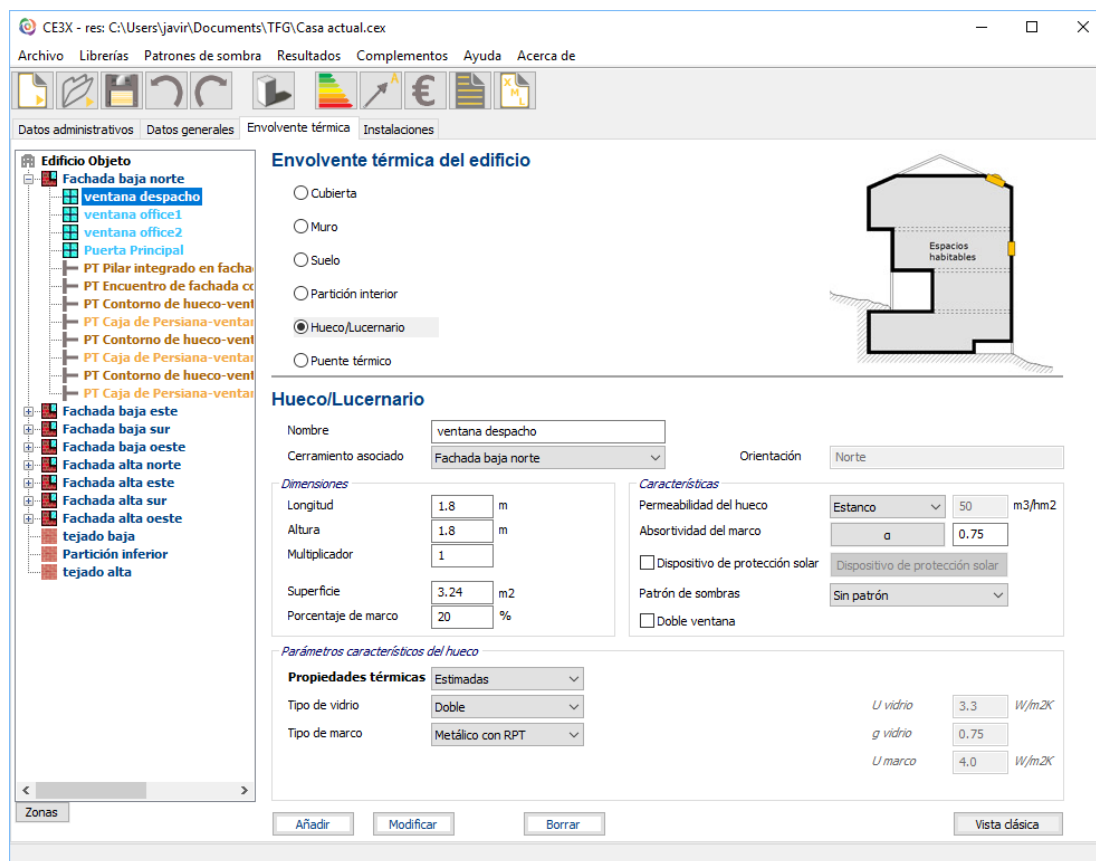 CE3X - res: C:\Users\javir\Documents\TFG\Casa actual.cex
Archivo Librerías Patrones de sombra Resultados Complementos Ayuda Acerca de
A
€
X
M
L
Datos administrativos Datos generales Envolvente térmica Instalaciones
Edificio Objeto
Fachada baja norte
ventana despacho
ventana office1
ventana office2
Puerta Principal
PT Pilar integrado en facha
PT Encuentro de fachada co
PT Contorno de hueco-vent
PT Caja de Persiana-ventar
PT Contorno de hueco-vent
PT Caja de Persiana-ventar
PT Contorno de hueco-vent
PT Caja de Persiana-ventar
Fachada baja este
Fachada baja sur
Fachada baja oeste
Fachada alta norte
Fachada alta este
Fachada alta sur
Fachada alta oeste
tejado baja
Partición inferior
tejado alta
Zonas
Envolvente térmica del edificio
Cubierta
Muro
Suelo
Partición interior
Hueco/Lucernario
Puente térmico
Espacios
habitables
Hueco/Lucernario
Nombre ventana despacho
Cerramiento asociado Fachada baja norte Orientación Norte
Dimensiones
Longitud 1.8 m
Altura 1.8 m
Multiplicador 1
Superficie 3.24 m2
Porcentaje de marco 20 %
Características
Permeabilidad del hueco Estanco 50 m3/hm2
Absortividad del marco α 0.75
Dispositivo de protección solar Dispositivo de protección solar
Patrón de sombras Sin patrón
Doble ventana
Parámetros característicos del hueco
Propiedades térmicas Estimadas
Tipo de vidrio Doble U vidrio 3.3 W/m2K
Tipo de marco Metálico con RPT g vidrio 0.75
U marco 4.0 W/m2K
Añadir Modificar Borrar Vista clásica